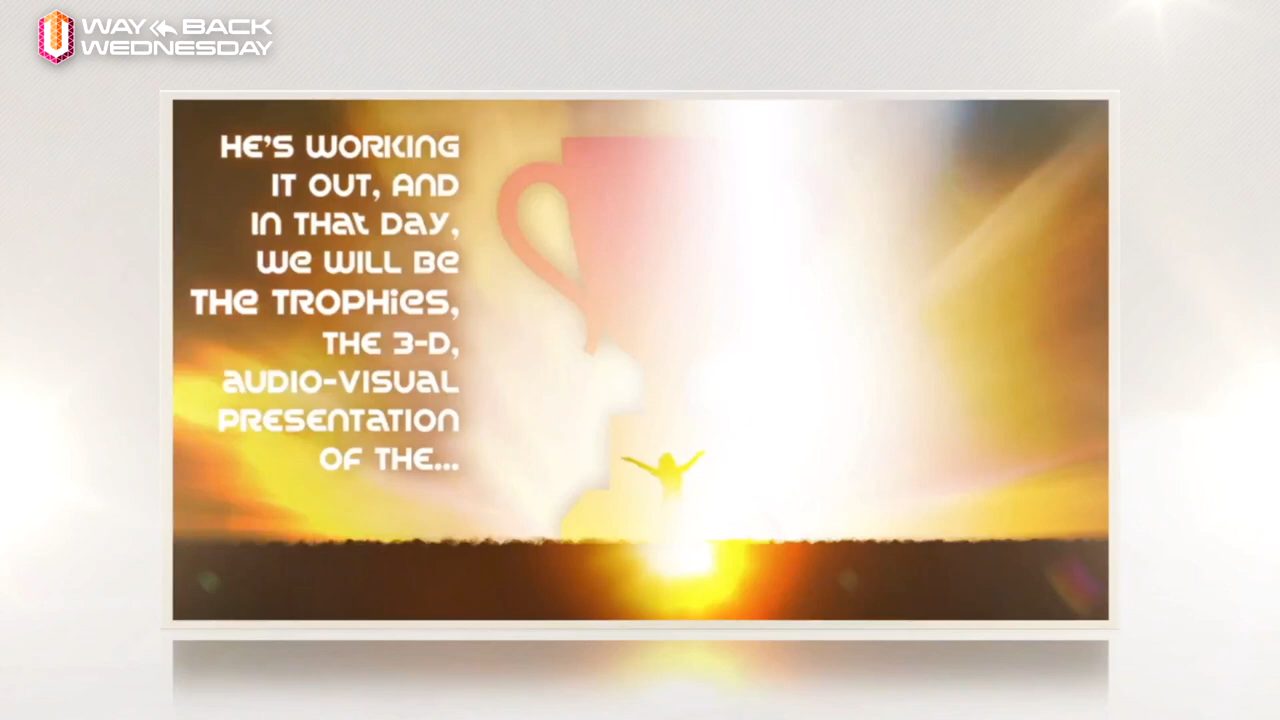 WAY BACK
WEDNESDAY
HE'S WORKING
IT OUT, AND
IN THAT DAY,
WE WILL BE
THE TROPHIES,
THE 3-D,
AUDIO-VISUAL
PRESENTATION
OF THE...